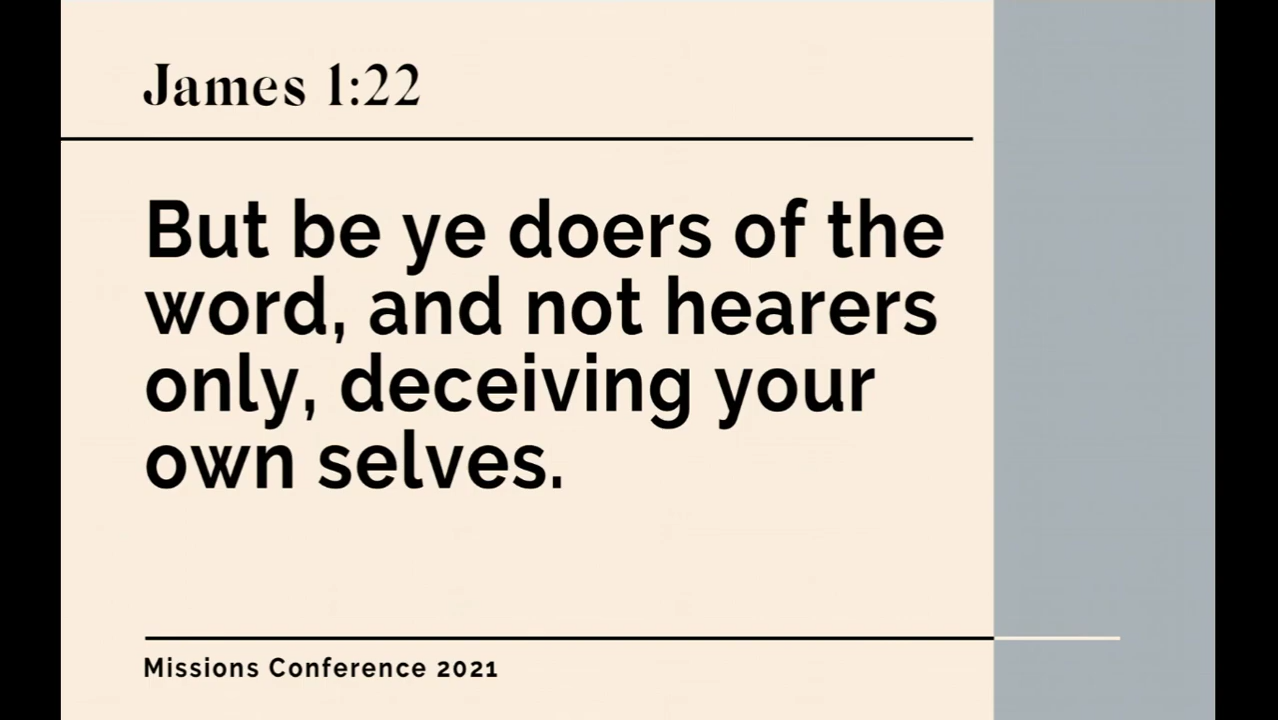 James 1:22
But be ye doers of the
word, and not hearers
only, deceiving your
own selves.
Missions Conference 2021